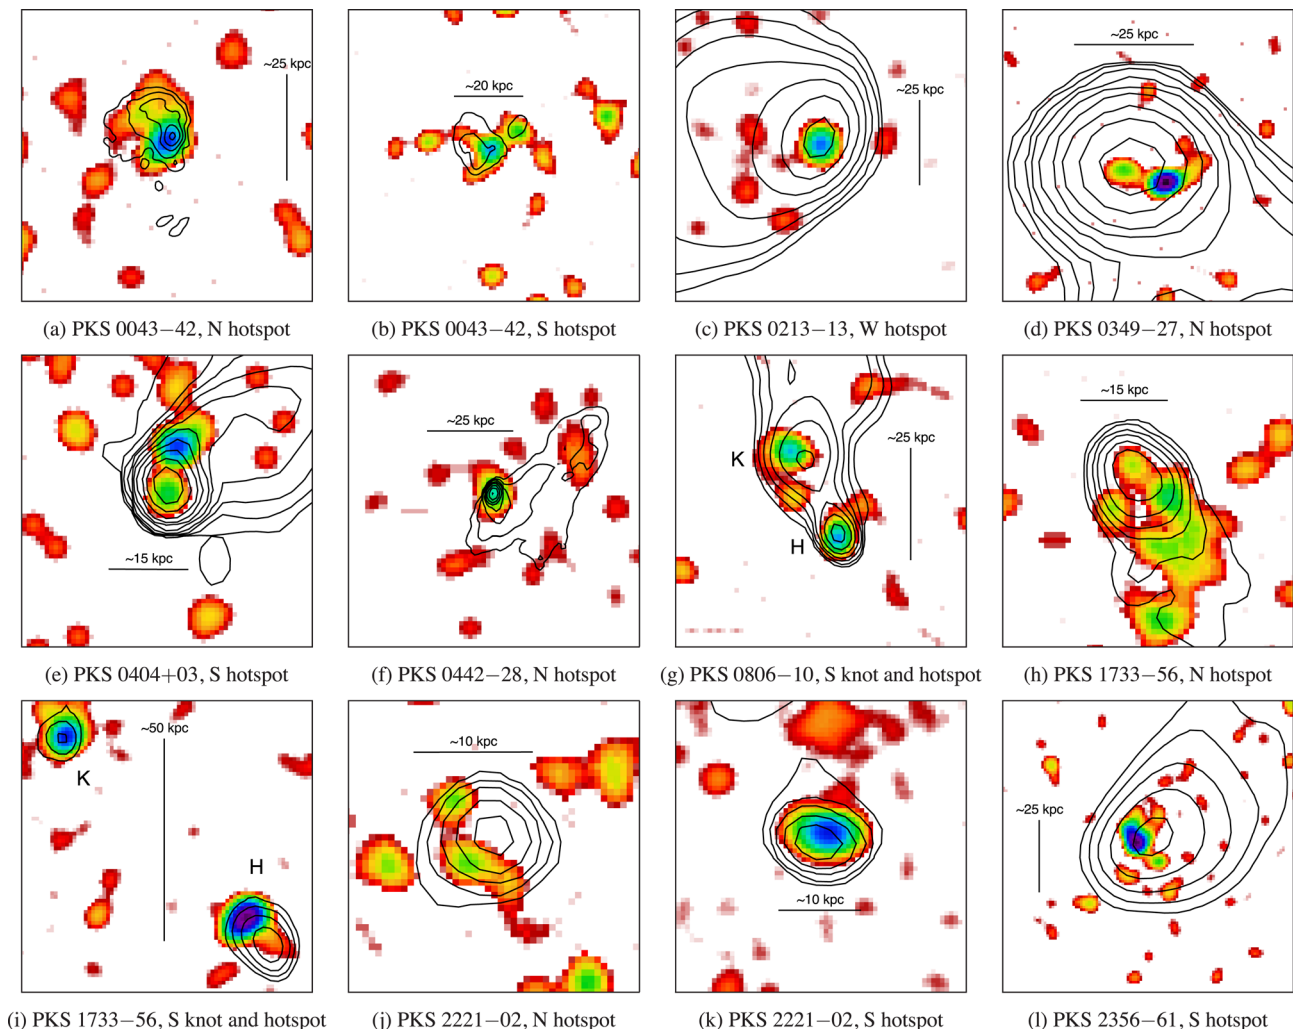 ~25 kpc
~20 kpc
~25 kpc
~25 kpc
(a) PKS 0043−42, N hotspot
(b) PKS 0043−42, S hotspot
(c) PKS 0213−13, W hotspot
(d) PKS 0349−27, N hotspot
~15 kpc
~25 kpc
K
H
~25 kpc
~15 kpc
(e) PKS 0404+03, S hotspot
(f) PKS 0442−28, N hotspot
(g) PKS 0806−10, S knot and hotspot
(h) PKS 1733−56, N hotspot
K
~50 kpc
H
~10 kpc
~10 kpc
~25 kpc
(i) PKS 1733−56, S knot and hotspot
(j) PKS 2221−02, N hotspot
(k) PKS 2221−02, S hotspot
(l) PKS 2356−61, S hotspot